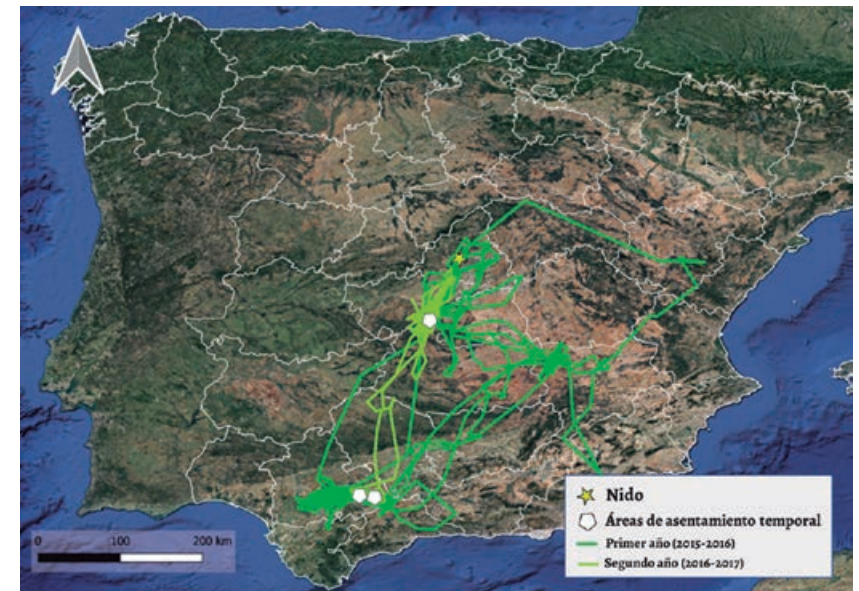 Nido
Áreas de asentamiento temporal
Primer año (2015-2016)
Segundo año (2016-2017)
0 100 200 km